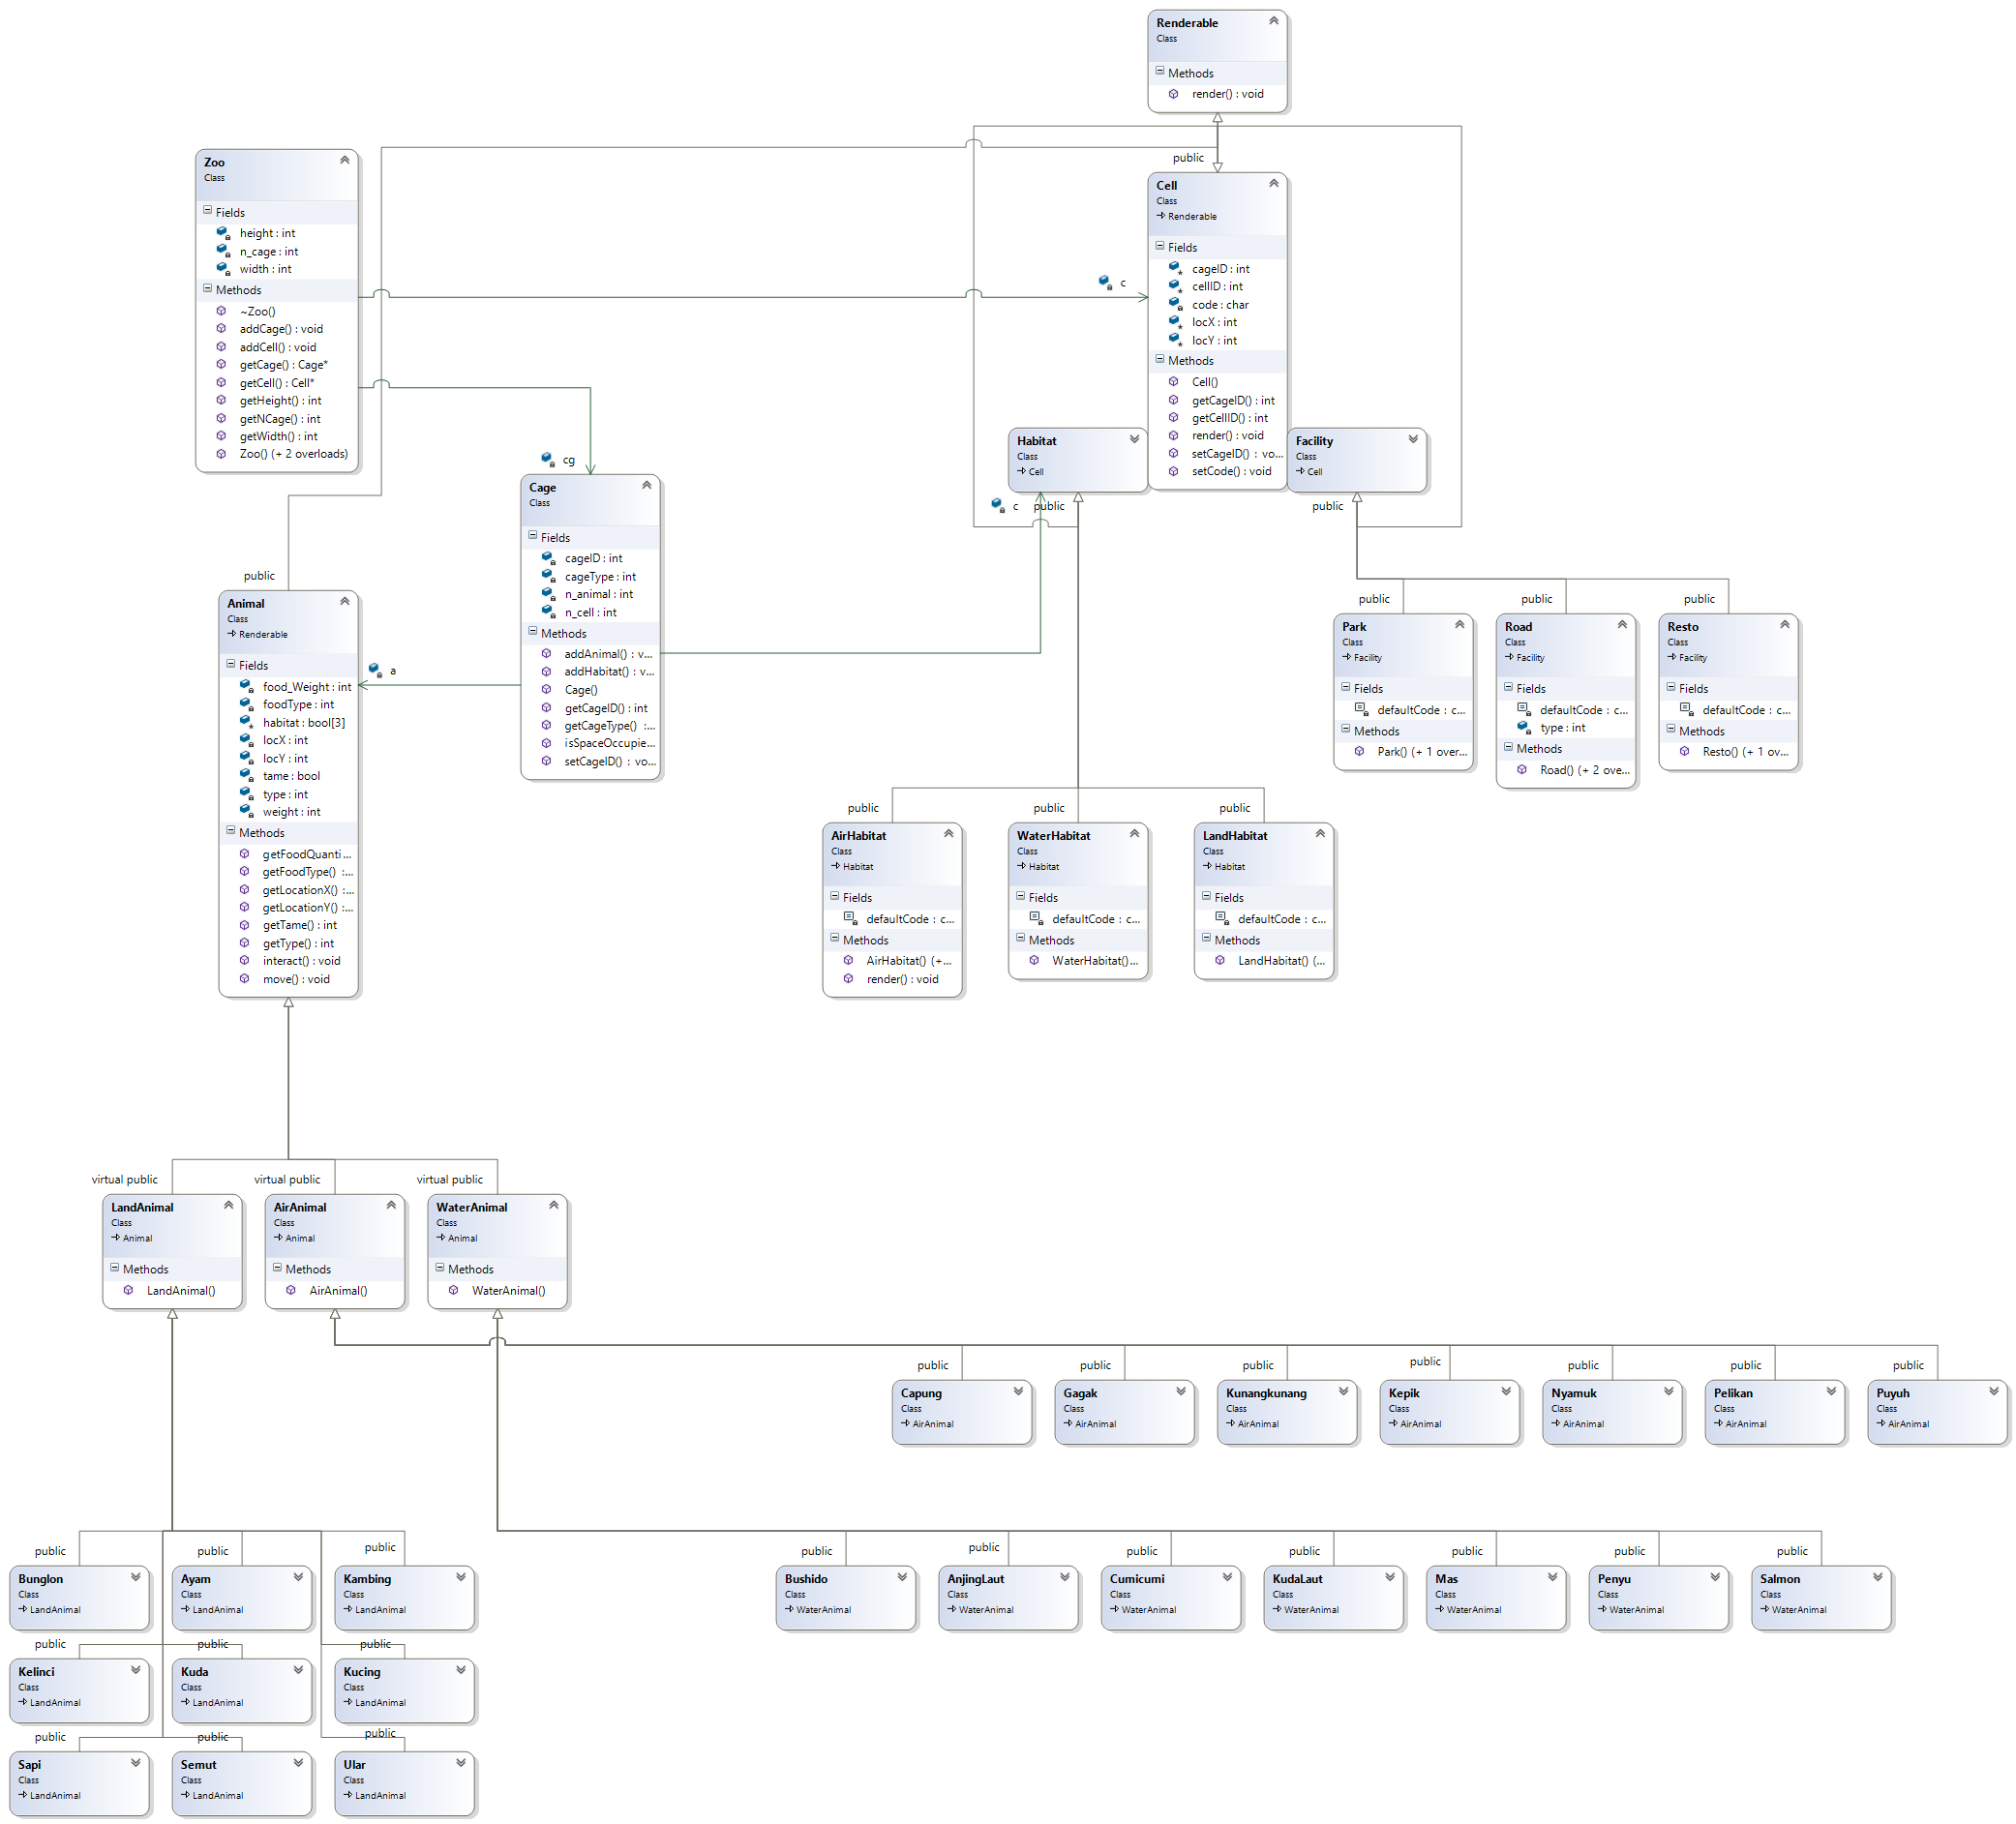 Renderable
Class
Methods
render() : void
public
Zoo
Class
Fields
height : int
n_cage : int
width : int
Methods
~Zoo()
addCage() : void
addCell() : void
getCage() : Cage*
getCell() : Cell*
getHeight() : int
getNCage() : int
getWidth() : int
Zoo() (+ 2 overloads)
c
cg
Cell
Class
Renderable
Fields
cageID : int
cellID : int
code : char
locX : int
locY : int
Methods
Cell()
getCageID() : int
getCellID() : int
render() : void
setCageID() : vo...
setCode() : void
Habitat
Class
Cell
c
public
Facility
Class
Cell
public
Cage
Class
Fields
cageID : int
cageType : int
n_animal : int
n_cell : int
Methods
addAnimal() : v...
addHabitat() : v...
Cage()
getCageID() : int
getCageType() :...
isSpaceOccupie...
setCageID() : vo...
public
Animal
Class
Renderable
Fields
food_Weight : int
foodType : int
habitat : bool[3]
locX : int
locY : int
tame : bool
type : int
weight : int
Methods
getFoodQuanti...
getFoodType() :...
getLocationX() :...
getLocationY() :...
getTame() : int
getType() : int
interact() : void
move() : void
a
public
Park
Class
Facility
Fields
defaultCode : c...
Methods
Park() (+ 1 over...
public
Road
Class
Facility
Fields
defaultCode : c...
type : int
Methods
Road() (+ 2 ove...
public
Resto
Class
Facility
Fields
defaultCode : c...
Methods
Resto() (+ 1 ov...
public
AirHabitat
Class
Habitat
Fields
defaultCode : c...
Methods
AirHabitat() (+...
render() : void
public
WaterHabitat
Class
Habitat
Fields
defaultCode : c...
Methods
WaterHabitat()...
public
LandHabitat
Class
Habitat
Fields
defaultCode : c...
Methods
LandHabitat() (...
virtual public
LandAnimal
Class
Animal
Methods
LandAnimal()
virtual public
AirAnimal
Class
Animal
Methods
AirAnimal()
virtual public
WaterAnimal
Class
Animal
Methods
WaterAnimal()
public
Capung
Class
AirAnimal
public
Gagak
Class
AirAnimal
public
Kunangkunang
Class
AirAnimal
public
Kepik
Class
AirAnimal
public
Nyamuk
Class
AirAnimal
public
Pelikan
Class
AirAnimal
public
Puyuh
Class
AirAnimal
public
Bunglon
Class
LandAnimal
public
Ayam
Class
LandAnimal
public
Kambing
Class
LandAnimal
public
Bushido
Class
WaterAnimal
public
AnjingLaut
Class
WaterAnimal
public
Cumicumi
Class
WaterAnimal
public
KudaLaut
Class
WaterAnimal
public
Mas
Class
WaterAnimal
public
Penyu
Class
WaterAnimal
public
Salmon
Class
WaterAnimal
public
Kelinci
Class
LandAnimal
public
Kuda
Class
LandAnimal
public
Kucing
Class
LandAnimal
public
Sapi
Class
LandAnimal
public
Semut
Class
LandAnimal
public
Ular
Class
LandAnimal